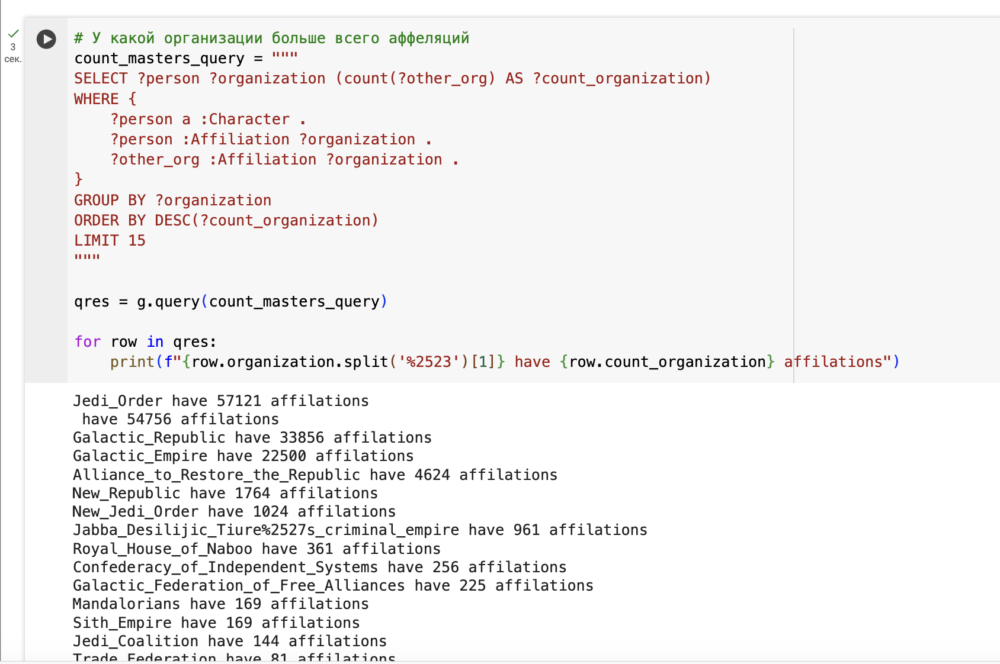 3
сек.
# У какой организации больше всего аффеляций
count_masters_query = """
SELECT ?person ?organization (count(?other_org) AS ?count_organization)
WHERE {
    ?person a :Character .
    ?person :Affiliation ?organization .
    ?other_org :Affiliation ?organization .
}
GROUP BY ?organization
ORDER BY DESC(?count_organization)
LIMIT 15
"""
qres = g.query(count_masters_query)
for row in qres:
    print(f"{row.organization.split('%2523')[1]} have {row.count_organization} affilations")
Jedi_Order have 57121 affilations
 have 54756 affilations
Galactic_Republic have 33856 affilations
Galactic_Empire have 22500 affilations
Alliance_to_Restore_the_Republic have 4624 affilations
New_Republic have 1764 affilations
New_Jedi_Order have 1024 affilations
Jabba_Desilijic_Tiure%2527s_criminal_empire have 961 affilations
Royal_House_of_Naboo have 361 affilations
Confederacy_of_Independent_Systems have 256 affilations
Galactic_Federation_of_Free_Alliances have 225 affilations
Mandalorians have 169 affilations
Sith_Empire have 169 affilations
Jedi_Coalition have 144 affilations
Trade_Federation have 81 affilations